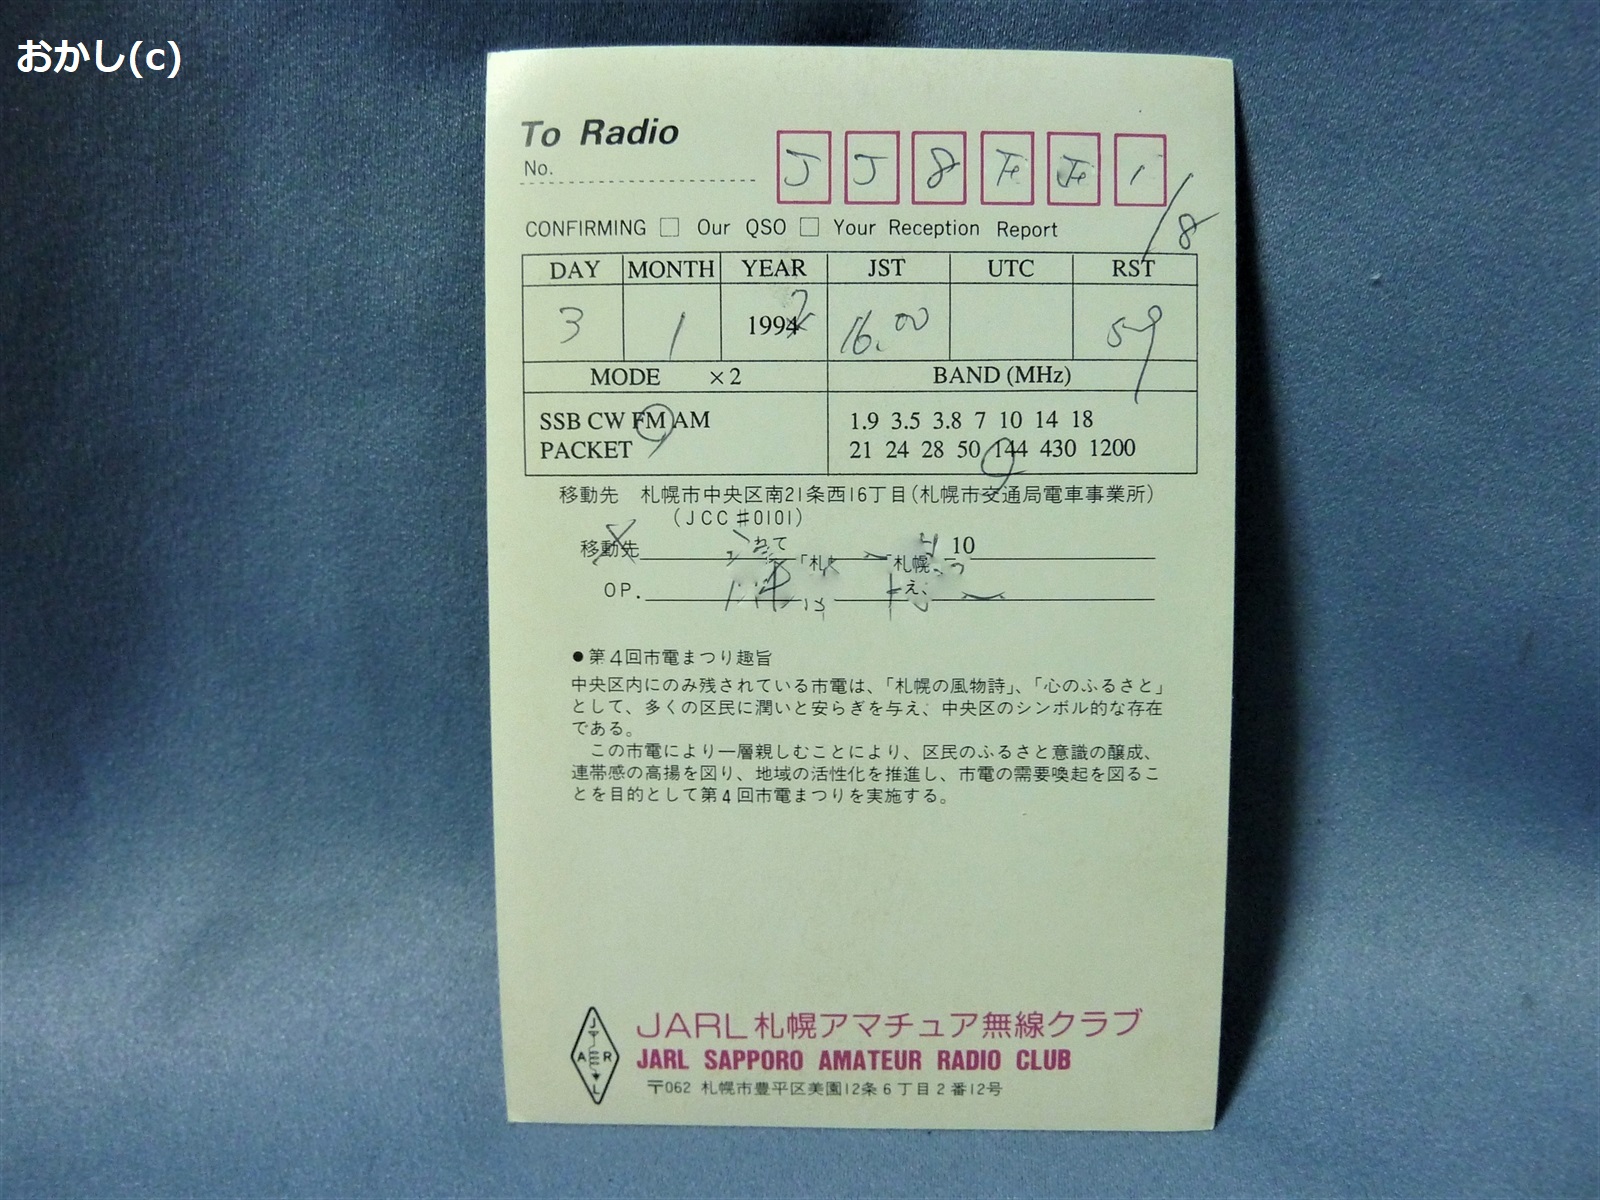 おかし(c)
To Radio
No.
J J 8
/8
CONFIRMING □ Our QSO □ Your Reception Report
DAY MONTH YEAR JST UTC RST
3 1 1994 16.00 59
MODE ×2 BAND (MHz)
SSB CW FM AM 1.9 3.5 3.8 7 10 14 18
PACKET 21 24 28 50 144 430 1200
移動先 札幌市中央区南21条西16丁目(札幌市交通局電車事業所)
(JCC♯0101)
移動先 10
OP.
●第4回市電まつり趣旨
中央区内にのみ残されている市電は、「札幌の風物詩」、「心のふるさと」
として、多くの区民に潤いと安らぎを与え、中央区のシンボル的な存在
である。
この市電により一層親しむことにより、区民のふるさと意識の醸成、
連帯感の高揚を図り、地域の活性化を推進し、市電の需要喚起を図るこ
とを目的として第4回市電まつりを実施する。
J
A R
L
JARL札幌アマチュア無線クラブ
JARL SAPPORO AMATEUR RADIO CLUB
〒062 札幌市豊平区美園12条6丁目2番12号